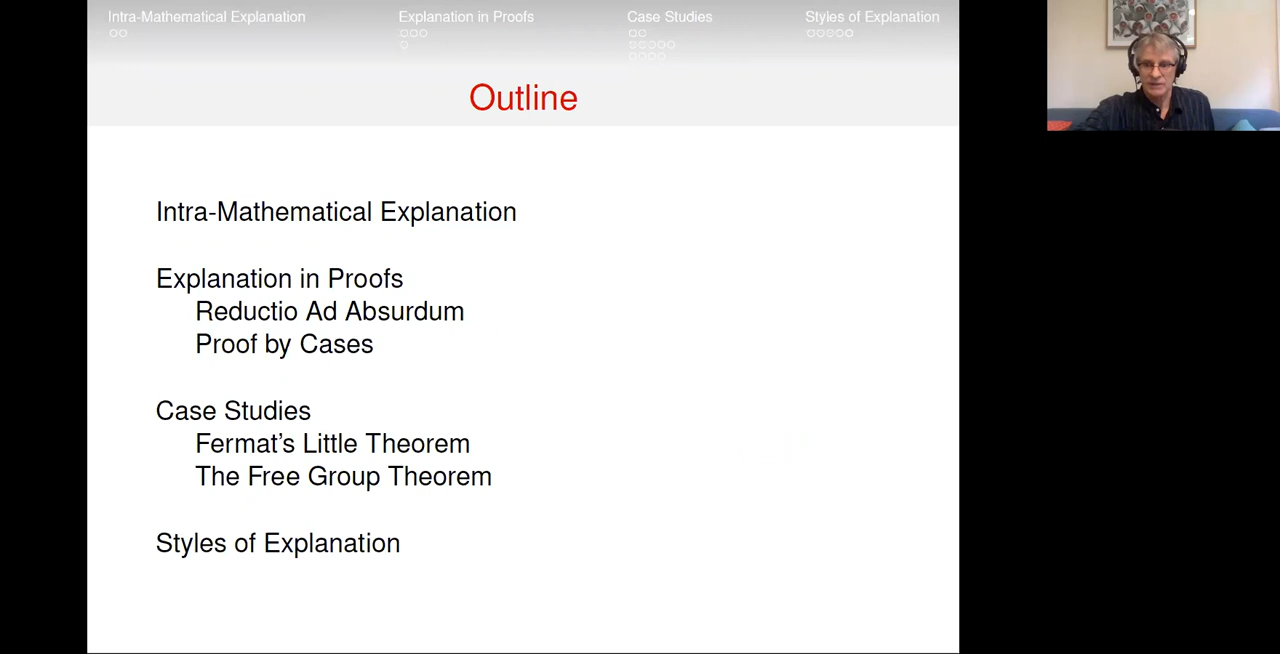 Intra-Mathematical Explanation
Explanation in Proofs
Case Studies
Styles of Explanation
Outline
Intra-Mathematical Explanation
Explanation in Proofs
Reductio Ad Absurdum
Proof by Cases
Case Studies
Fermat's Little Theorem
The Free Group Theorem
Styles of Explanation